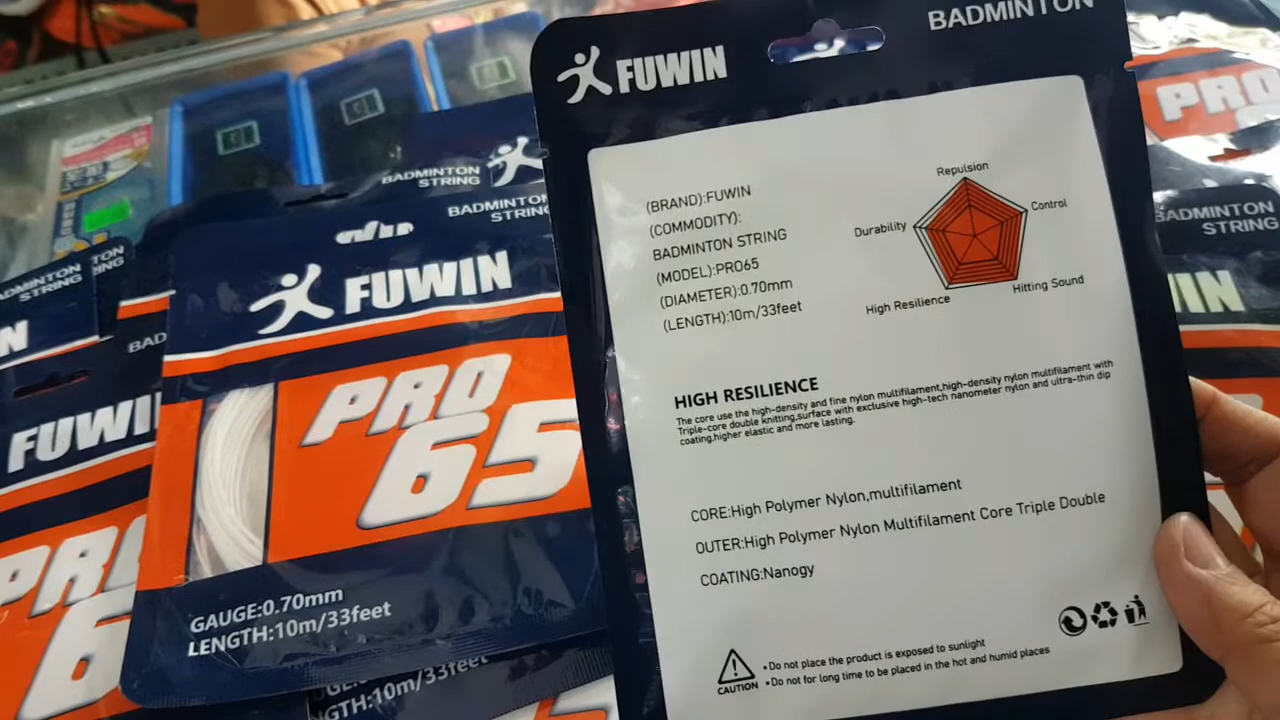 FUWIN
BADMINTON
(BRAND):FUWIN
(COMMODITY):
BADMINTON STRING
(MODEL):PRO65
(DIAMETER):0.70mm
(LENGTH):10m/33feet
Repulsion
Control
Durability
Hitting Sound
High Resilience
HIGH RESILIENCE
The core use the high-density and fine nylon multifilament,high-density nylon multifilament with
Triple-core double knitting,surface with exclusive high-tech nanometer nylon and ultra-thin dip
coating,higher elastic and more lasting.
CORE:High Polymer Nylon,multifilament
OUTER:High Polymer Nylon Multifilament Core Triple Double
COATING:Nanogy
CAUTION
•Do not place the product is exposed to sunlight
•Do not for long time to be placed in the hot and humid places
BADMINTON
STRING
BADMINTON
STRING
FUWIN
PRO
65
GAUGE:0.70mm
LENGTH:10m/33feet
BADMINTON
STRING
FUWIN
PRO
6
10m/33feet
PRO
BADMINTON
STRING